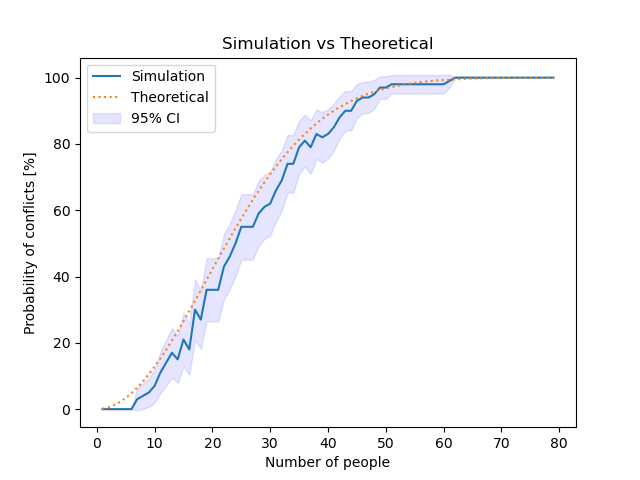 Simulation vs Theoretical
Simulation
Theoretical
95% CI
100
80
60
40
20
0
Probability of conflicts [%]
0 10 20 30 40 50 60 70 80
Number of people